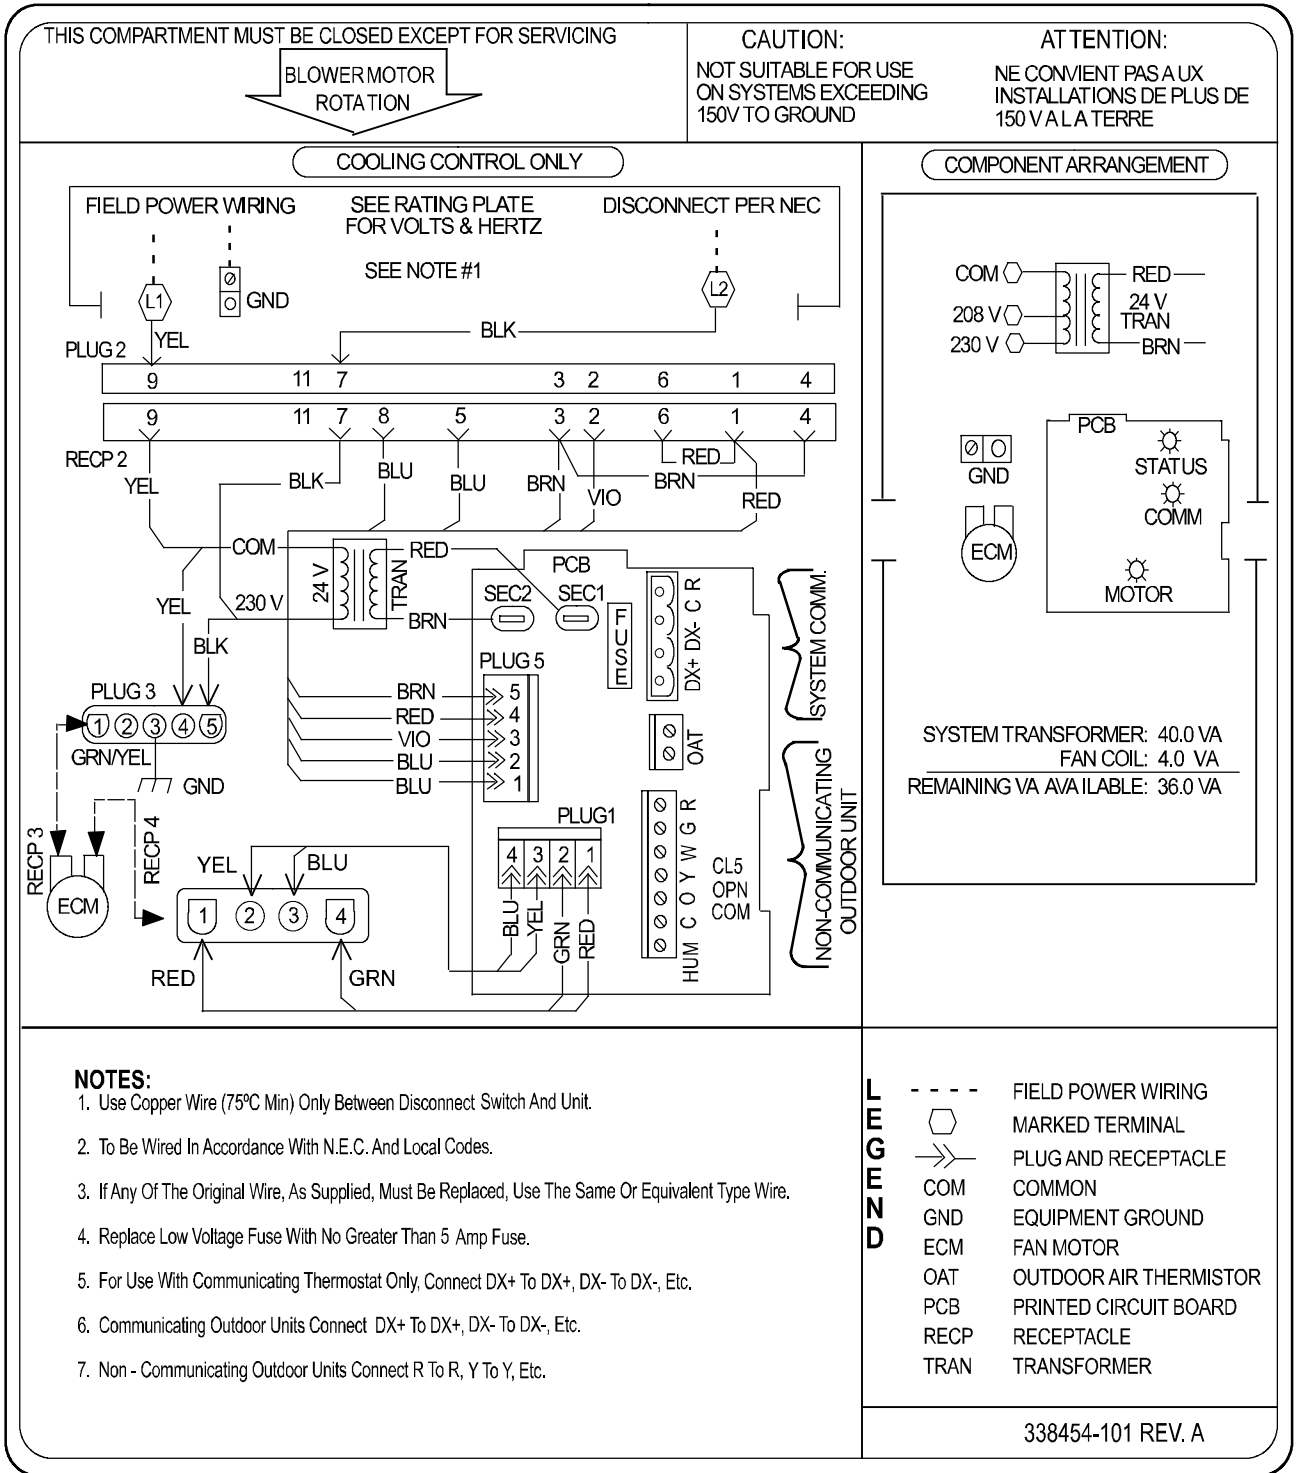 THIS COMPARTMENT MUST BE CLOSED EXCEPT FOR SERVICING
BLOWER MOTOR
ROTATION
CAUTION:
NOT SUITABLE FOR USE
ON SYSTEMS EXCEEDING
150V TO GROUND
ATTENTION:
NE CONVIENT PAS AUX
INSTALLATIONS DE PLUS DE
150 V A LA TERRE
COOLING CONTROL ONLY
FIELD POWER WIRING
SEE RATING PLATE
FOR VOLTS & HERTZ
DISCONNECT PER NEC
SEE NOTE #1
L1
GND
L2
YEL
BLK
PLUG 2
9 11 7 3 2 6 1 4
9 11 7 8 5 3 2 6 1 4
RECP 2
YEL
BLK
BLU
BLU
BRN
VIO
RED
BRN
RED
COM
24 V
TRAN
RED
230 V
BRN
YEL
BLK
PCB
SEC2
SEC1
FUSE
DX+ DX- C R
SYSTEM COMM.
PLUG 5
BRN 5
RED 4
VIO 3
BLU 2
BLU 1
OAT
PLUG 3
1 2 3 4 5
GRN/YEL
GND
RECP 3
RECP 4
ECM
YEL
BLU
1 2 3 4
RED
GRN
PLUG1
4 3 2 1
BLU
YEL
GRN
RED
HUM C O Y W G R
CL5
OPN
COM
NON-COMMUNICATING
OUTDOOR UNIT
COMPONENT ARRANGEMENT
COM
208 V
230 V
RED
24 V
TRAN
BRN
GND
ECM
PCB
STATUS
COMM
MOTOR
SYSTEM TRANSFORMER: 40.0 VA
FAN COIL: 4.0 VA
REMAINING VA AVAILABLE: 36.0 VA
NOTES:
1. Use Copper Wire (75ºC Min) Only Between Disconnect Switch And Unit.
2. To Be Wired In Accordance With N.E.C. And Local Codes.
3. If Any Of The Original Wire, As Supplied, Must Be Replaced, Use The Same Or Equivalent Type Wire.
4. Replace Low Voltage Fuse With No Greater Than 5 Amp Fuse.
5. For Use With Communicating Thermostat Only, Connect DX+ To DX+, DX- To DX-, Etc.
6. Communicating Outdoor Units Connect DX+ To DX+, DX- To DX-, Etc.
7. Non - Communicating Outdoor Units Connect R To R, Y To Y, Etc.
LEGEND
FIELD POWER WIRING
MARKED TERMINAL
PLUG AND RECEPTACLE
COM COMMON
GND EQUIPMENT GROUND
ECM FAN MOTOR
OAT OUTDOOR AIR THERMISTOR
PCB PRINTED CIRCUIT BOARD
RECP RECEPTACLE
TRAN TRANSFORMER
338454-101 REV. A